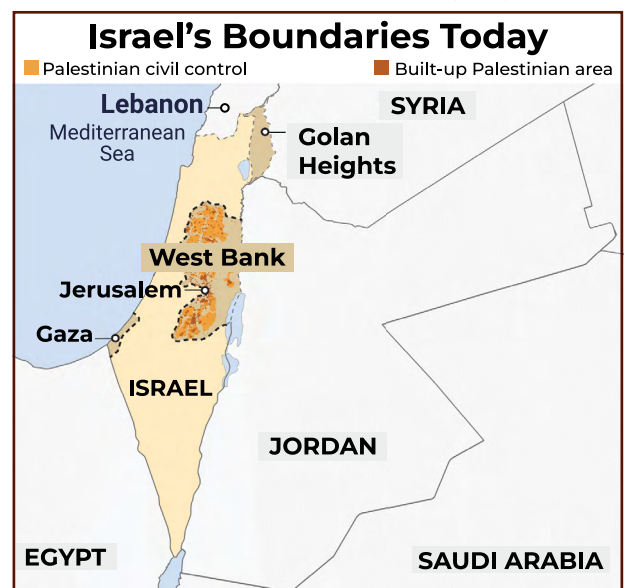 Israel's Boundaries Today
Palestinian civil control
Built-up Palestinian area
Lebanon
SYRIA
Mediterranean
Sea
Golan
Heights
West Bank
Jerusalem
Gaza
ISRAEL
JORDAN
EGYPT
SAUDI ARABIA